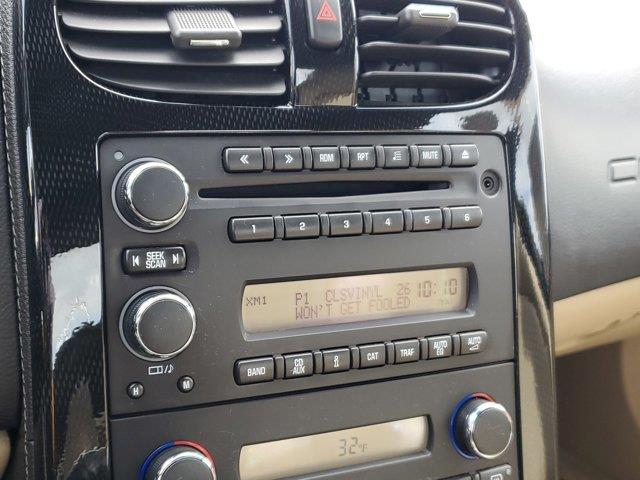 « » RDM RPT MUTE
1 2 3 4 5 6
SEEK
SCAN
XM1 P1 CLSVINYL 26 10:10
WON'T GET FOOLED
BAND CD AUX i CAT TRAF AUTO EQ AUTO
H M
32°F